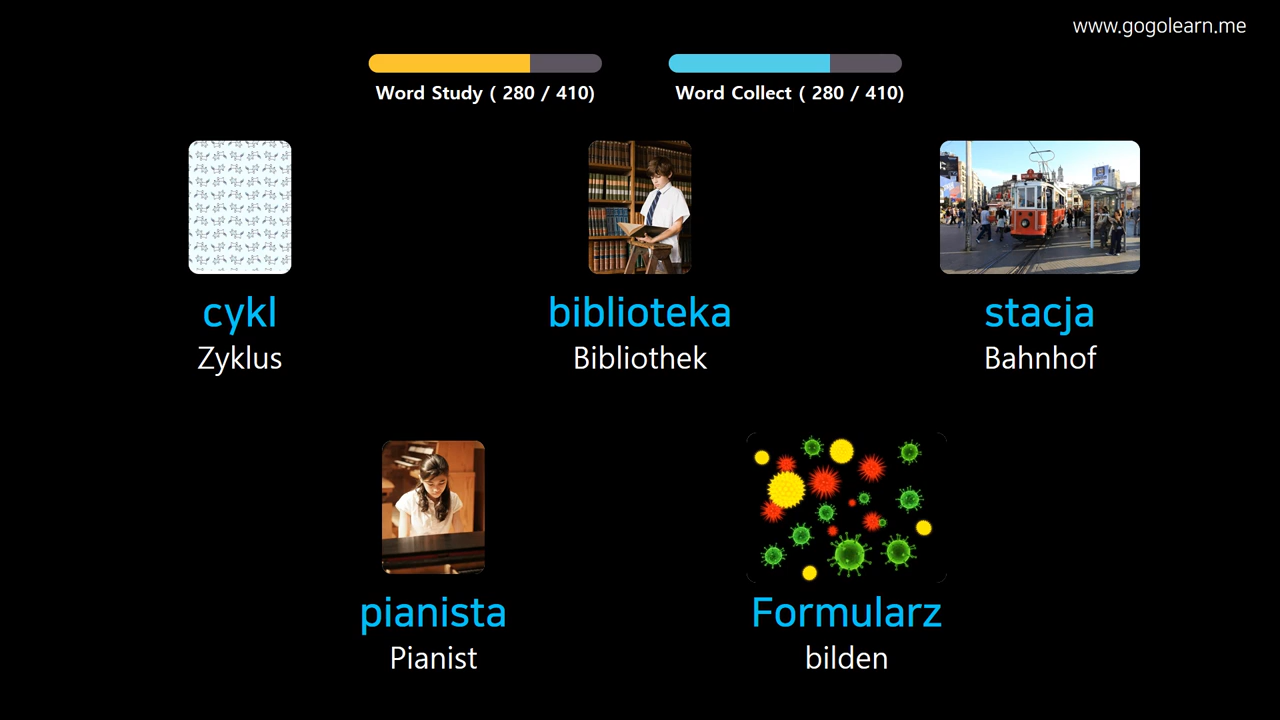 www.gogolearn.me
Word Study ( 280 / 410)
Word Collect ( 280 / 410)
cykl
Zyklus
biblioteka
Bibliothek
stacja
Bahnhof
pianista
Pianist
Formularz
bilden